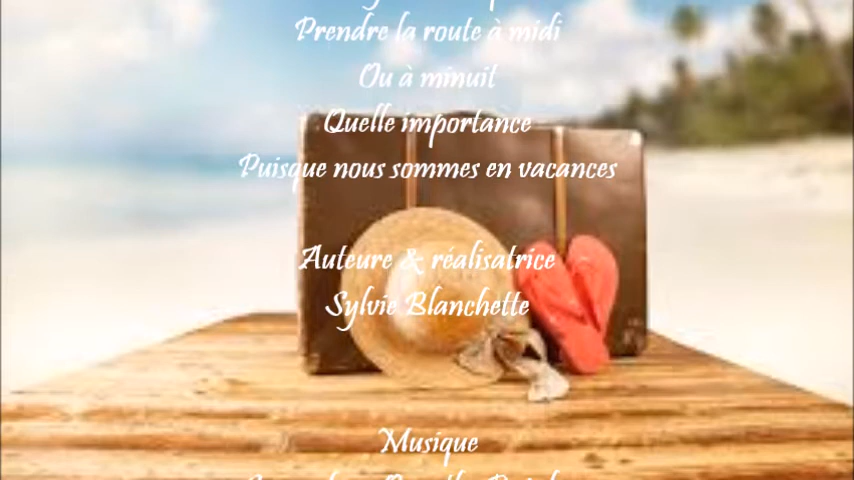 Prendre la route à midi
Ou à minuit
Quelle importance
Puisque nous sommes en vacances
Auteure & réalisatrice
Sylvie Blanchette
Musique